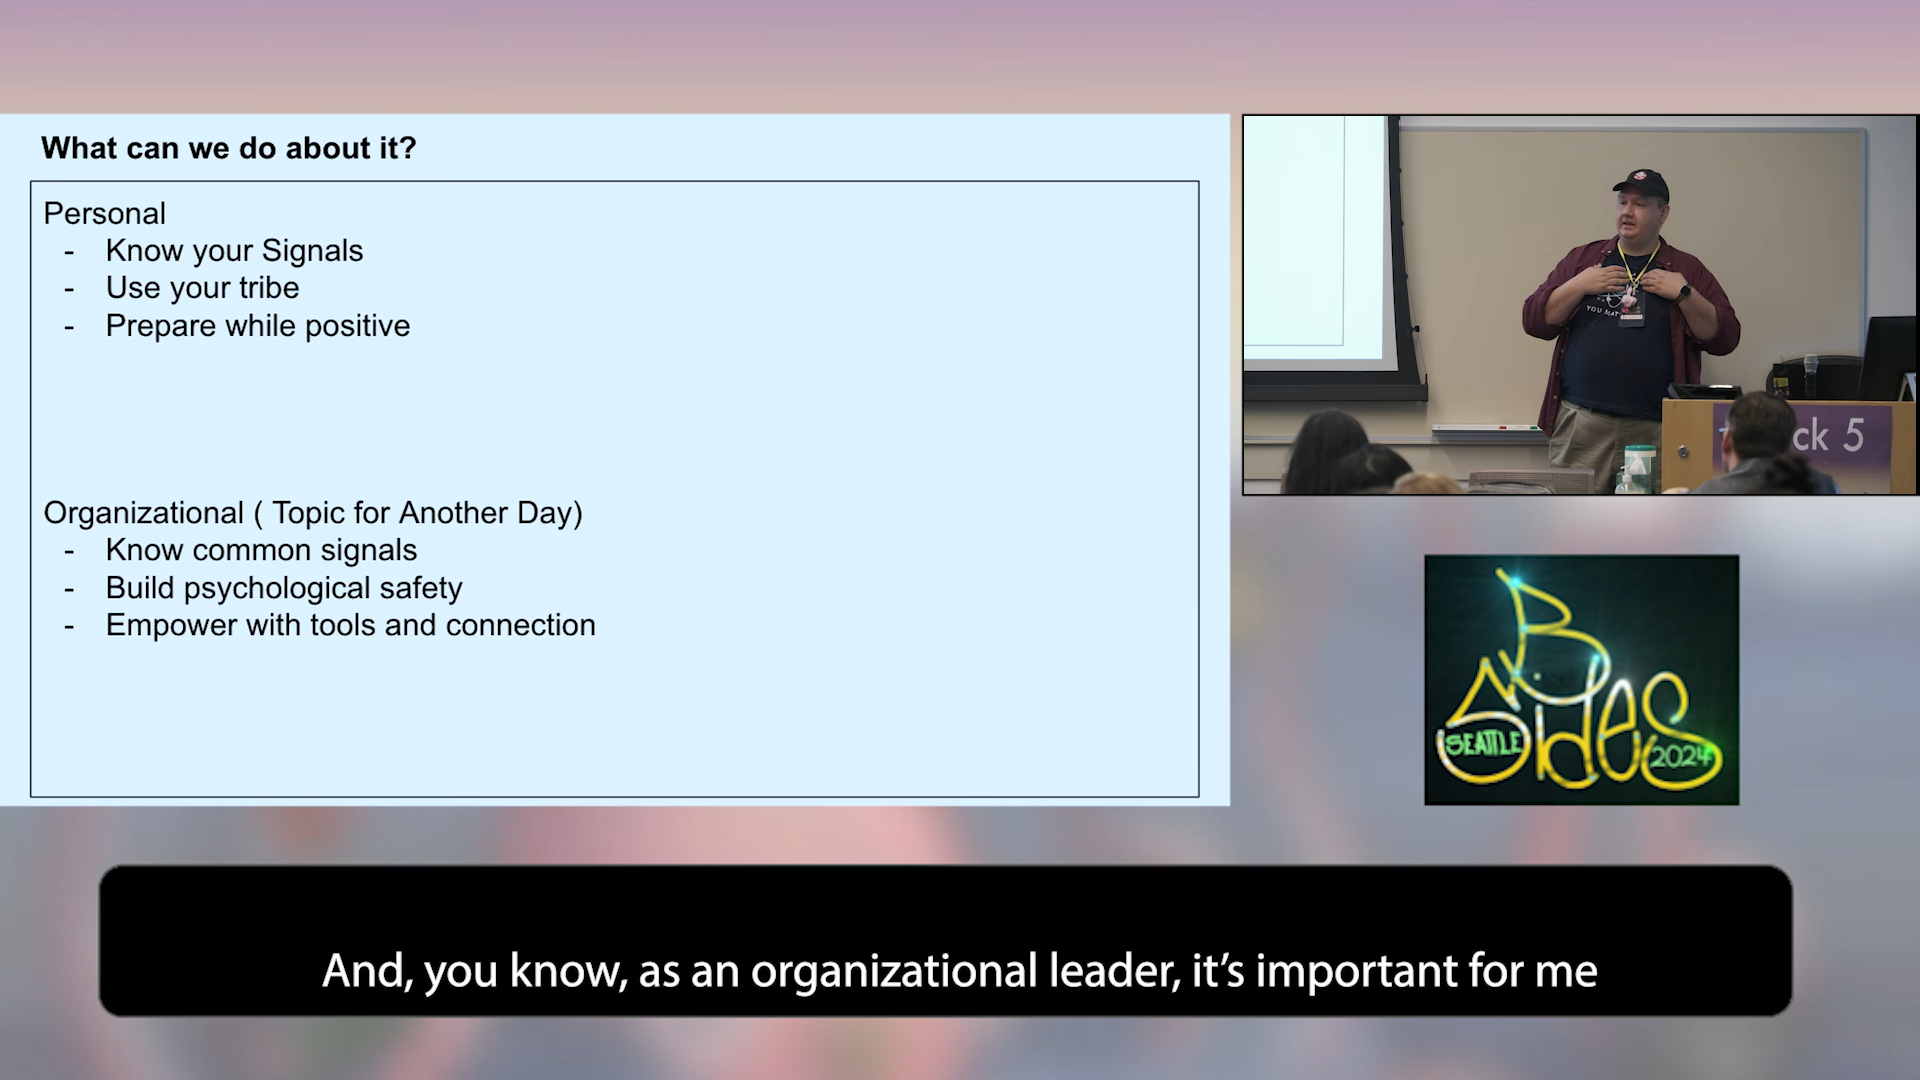 What can we do about it?
Personal
- Know your Signals
- Use your tribe
- Prepare while positive
Organizational ( Topic for Another Day)
- Know common signals
- Build psychological safety
- Empower with tools and connection
YOU MAT
ck 5
B
Sides
SEATTLE
2024
And, you know, as an organizational leader, it's important for me